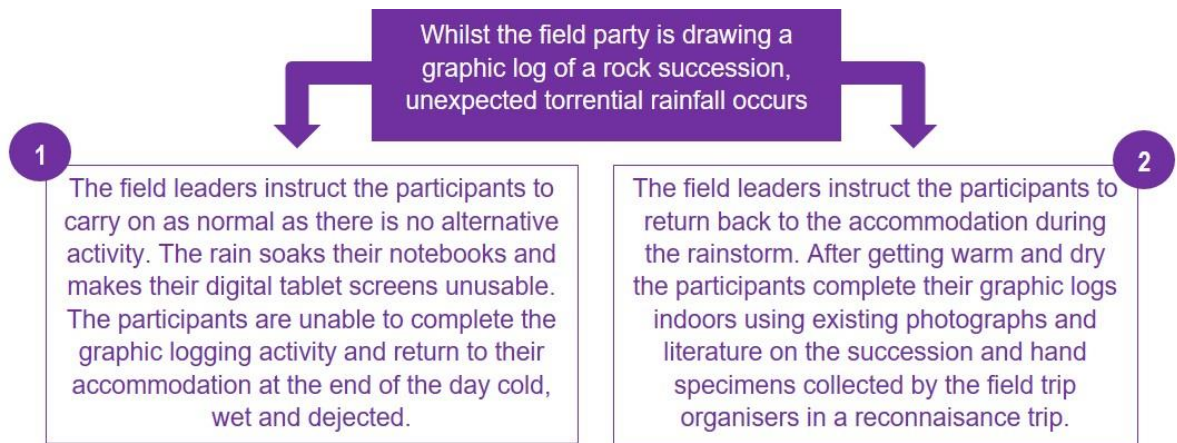 Whilst the field party is drawing a
graphic log of a rock succession,
unexpected torrential rainfall occurs
1
The field leaders instruct the participants to
carry on as normal as there is no alternative
activity. The rain soaks their notebooks and
makes their digital tablet screens unusable.
The participants are unable to complete the
graphic logging activity and return to their
accommodation at the end of the day cold,
wet and dejected.
2
The field leaders instruct the participants to
return back to the accommodation during
the rainstorm. After getting warm and dry
the participants complete their graphic logs
indoors using existing photographs and
literature on the succession and hand
specimens collected by the field trip
organisers in a reconnaisance trip.